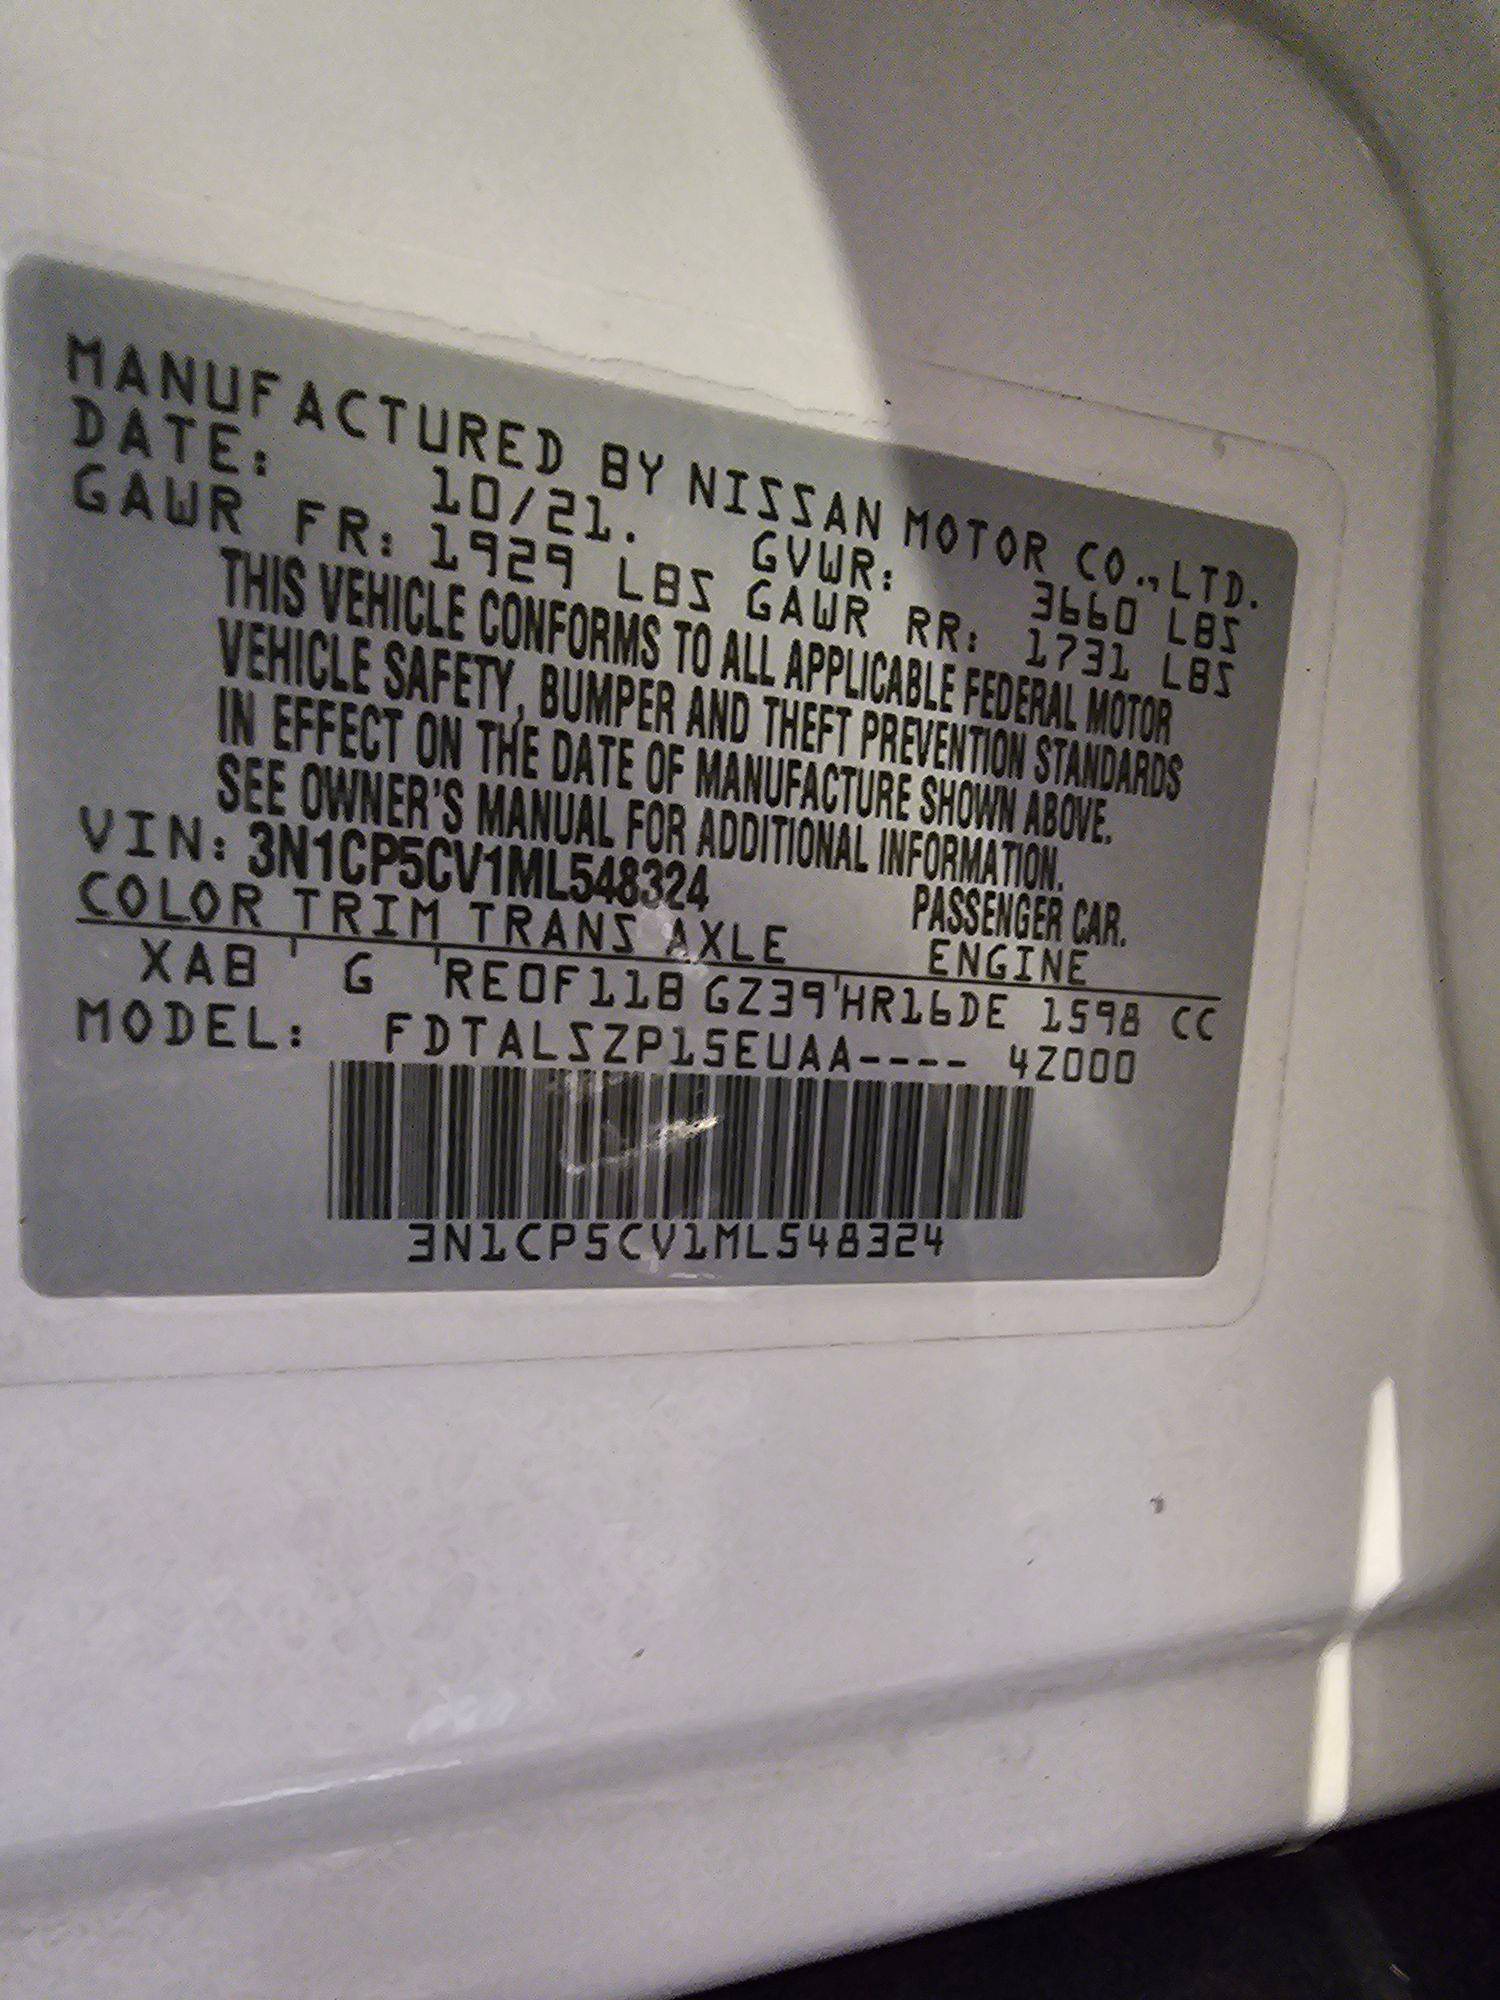 MANUFACTURED BY NISSAN MOTOR CO.,LTD.
DATE: 10/21. GVWR: 3660 LBS
GAWR FR: 1929 LBS GAWR RR: 1731 LBS
THIS VEHICLE CONFORMS TO ALL APPLICABLE FEDERAL MOTOR
VEHICLE SAFETY, BUMPER AND THEFT PREVENTION STANDARDS
IN EFFECT ON THE DATE OF MANUFACTURE SHOWN ABOVE.
SEE OWNER'S MANUAL FOR ADDITIONAL INFORMATION.
VIN: 3N1CP5CV1ML548324 PASSENGER CAR.
COLOR TRIM TRANS AXLE ENGINE
XAB ' G 'RE0F11B GZ39'HR16DE 1598 CC
MODEL: FDTALSZP15EUAA---- 4Z000
3N1CP5CV1ML548324